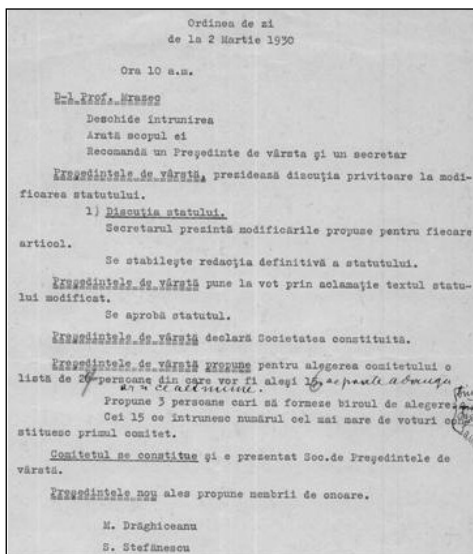 Ordinea de zi
de la 2 Martie 1930
Ora 10 a.m.
D-l Prof. Mrazec
Deschide întrunirea
Arată scopul ei
Recomandă un Preşedinte de vârsta şi un secretar
Preşedintele de vârstă, presidează discuţia privitoare la modi-
ficarea statutului.
1) Discuţia statului.
Secretarul prezintă modificările propuse pentru fiecare
articol.
Se stabileşte redacţia definitivă a statutului.
Preşedintele de vârstă pune la vot prin aclamaţie textul statu-
lui modificat.
Se aprobă statutul.
Preşedintele de vârstă declară Societatea constituită.
Preşedintele de vârstă propune pentru alegerea comitetului o
listă de persoane din care vor fi aleşi se poate adăuga
Propune 3 persoane cari să formeze biroul de alegere
Cei 15 ce întrunesc numărul cel mai mare de voturi con-
stituesc primul comitet.
Comitetul se constitue şi e prezentat Soc.de Preşedintele de
vârstă.
Preşedintele nou ales propune membrii de onoare.
M. Drăghiceanu
S. Stefănescu